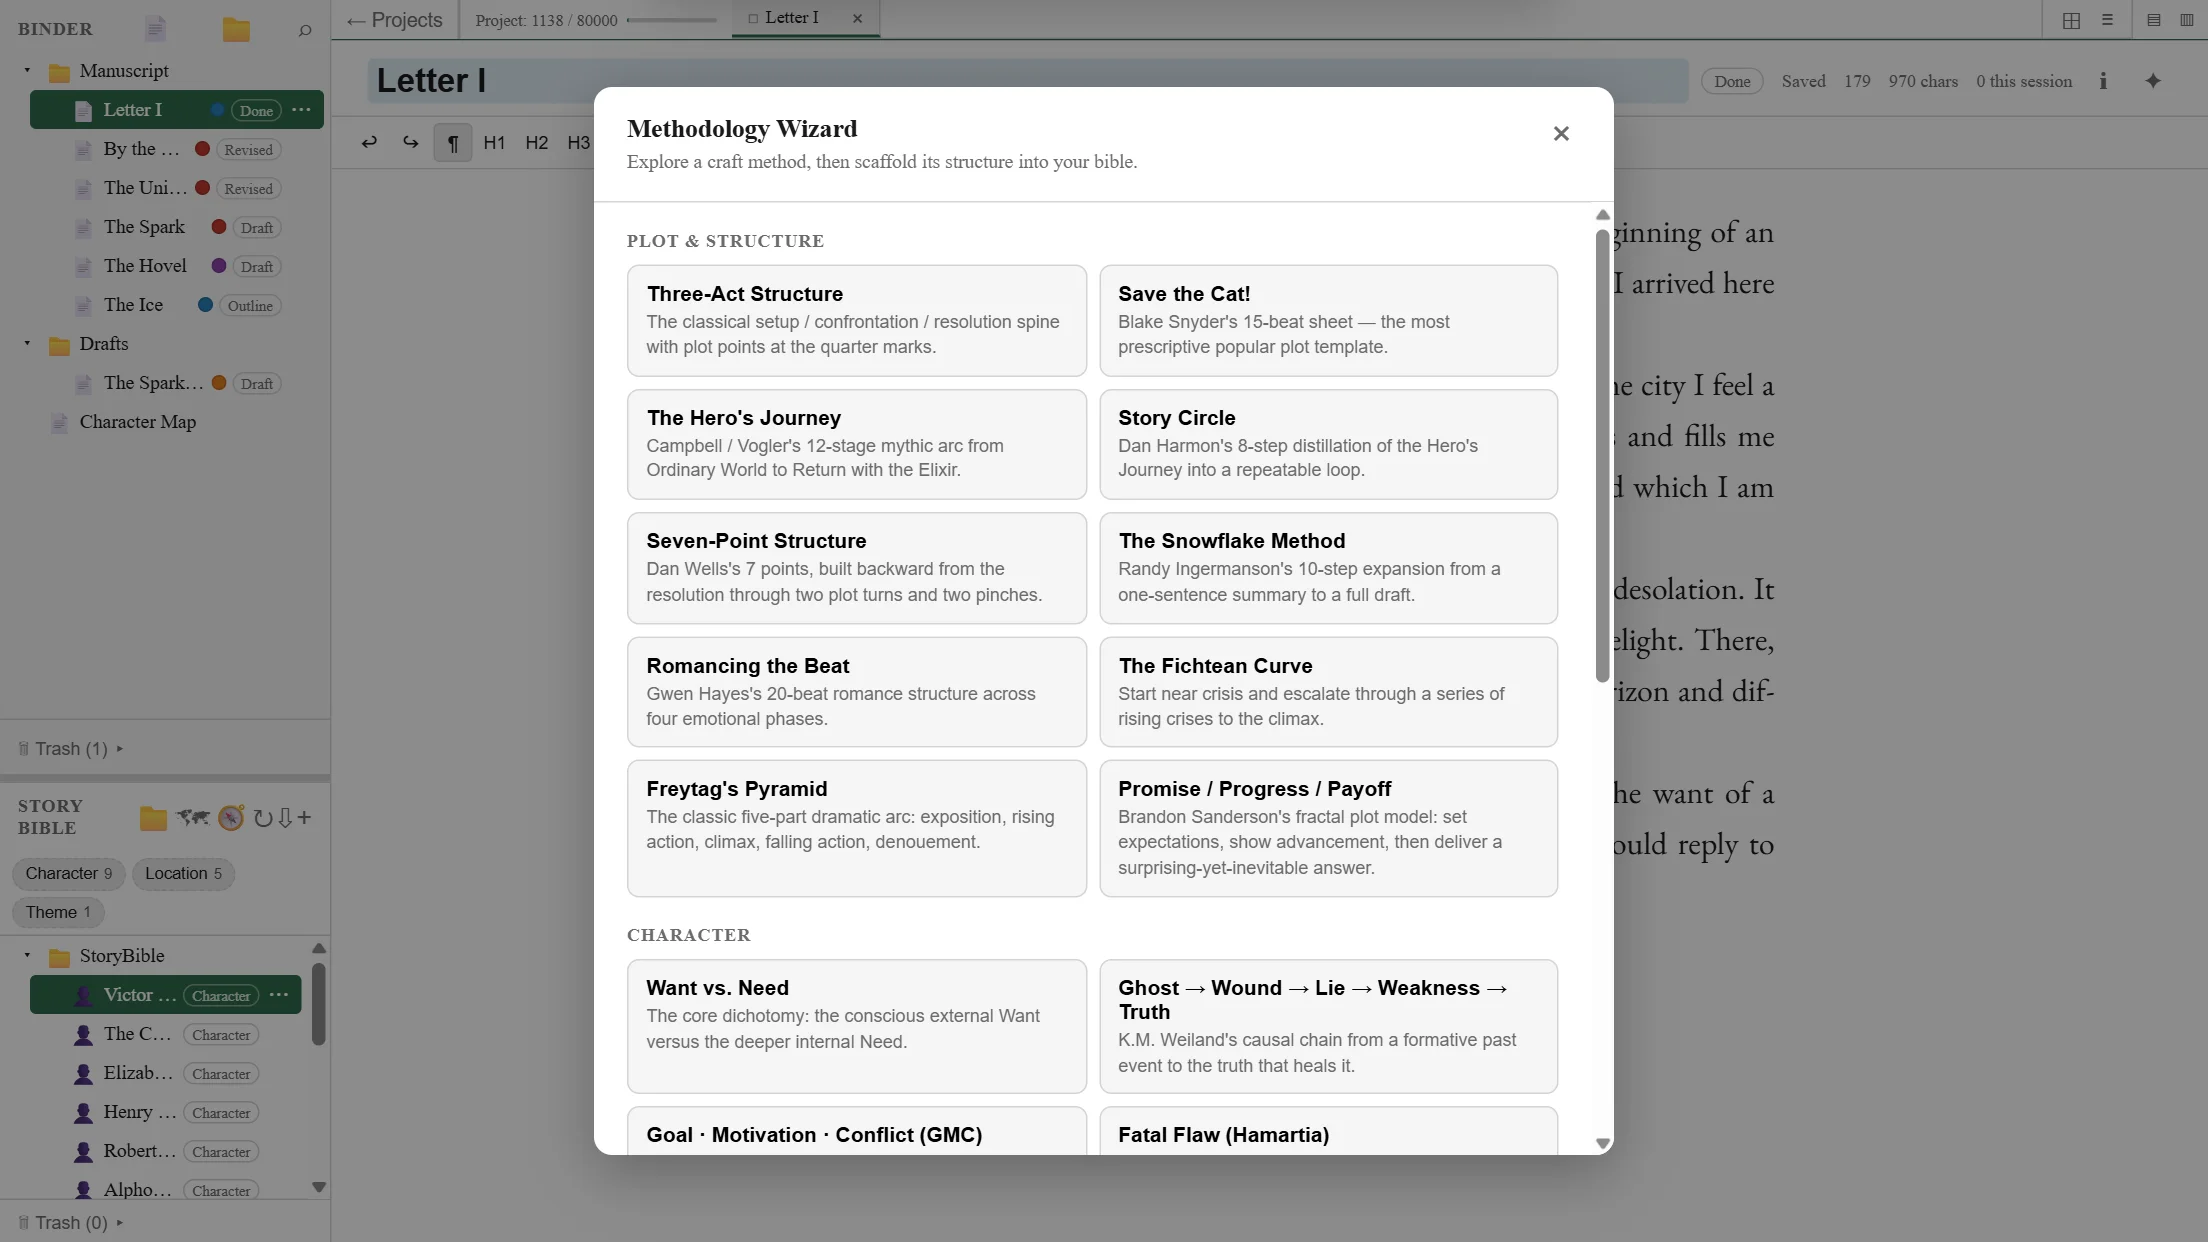 BINDER
Manuscript
Letter I Done ···
By the ... Revised
The Uni... Revised
The Spark Draft
The Hovel Draft
The Ice Outline
Drafts
The Spark... Draft
Character Map
Trash (1)
STORY
BIBLE
Character 9 Location 5
Theme 1
StoryBible
Victor ... Character ···
The C... Character
Elizab... Character
Henry ... Character
Robert... Character
Alpho... Character
Trash (0)
← Projects Project: 1138 / 80000 Letter I ×
Letter I Done Saved 179 970 chars 0 this session
¶ H1 H2 H3
ginning of an
I arrived here
he city I feel a
and fills me
d which I am
desolation. It
elight. There,
rizon and dif-
he want of a
ould reply to
Methodology Wizard
Explore a craft method, then scaffold its structure into your bible.
PLOT & STRUCTURE
Three-Act Structure
The classical setup / confrontation / resolution spine
with plot points at the quarter marks.
Save the Cat!
Blake Snyder's 15-beat sheet — the most
prescriptive popular plot template.
The Hero's Journey
Campbell / Vogler's 12-stage mythic arc from
Ordinary World to Return with the Elixir.
Story Circle
Dan Harmon's 8-step distillation of the Hero's
Journey into a repeatable loop.
Seven-Point Structure
Dan Wells's 7 points, built backward from the
resolution through two plot turns and two pinches.
The Snowflake Method
Randy Ingermanson's 10-step expansion from a
one-sentence summary to a full draft.
Romancing the Beat
Gwen Hayes's 20-beat romance structure across
four emotional phases.
The Fichtean Curve
Start near crisis and escalate through a series of
rising crises to the climax.
Freytag's Pyramid
The classic five-part dramatic arc: exposition, rising
action, climax, falling action, denouement.
Promise / Progress / Payoff
Brandon Sanderson's fractal plot model: set
expectations, show advancement, then deliver a
surprising-yet-inevitable answer.
CHARACTER
Want vs. Need
The core dichotomy: the conscious external Want
versus the deeper internal Need.
Ghost → Wound → Lie → Weakness →
Truth
K.M. Weiland's causal chain from a formative past
event to the truth that heals it.
Goal · Motivation · Conflict (GMC)
Fatal Flaw (Hamartia)